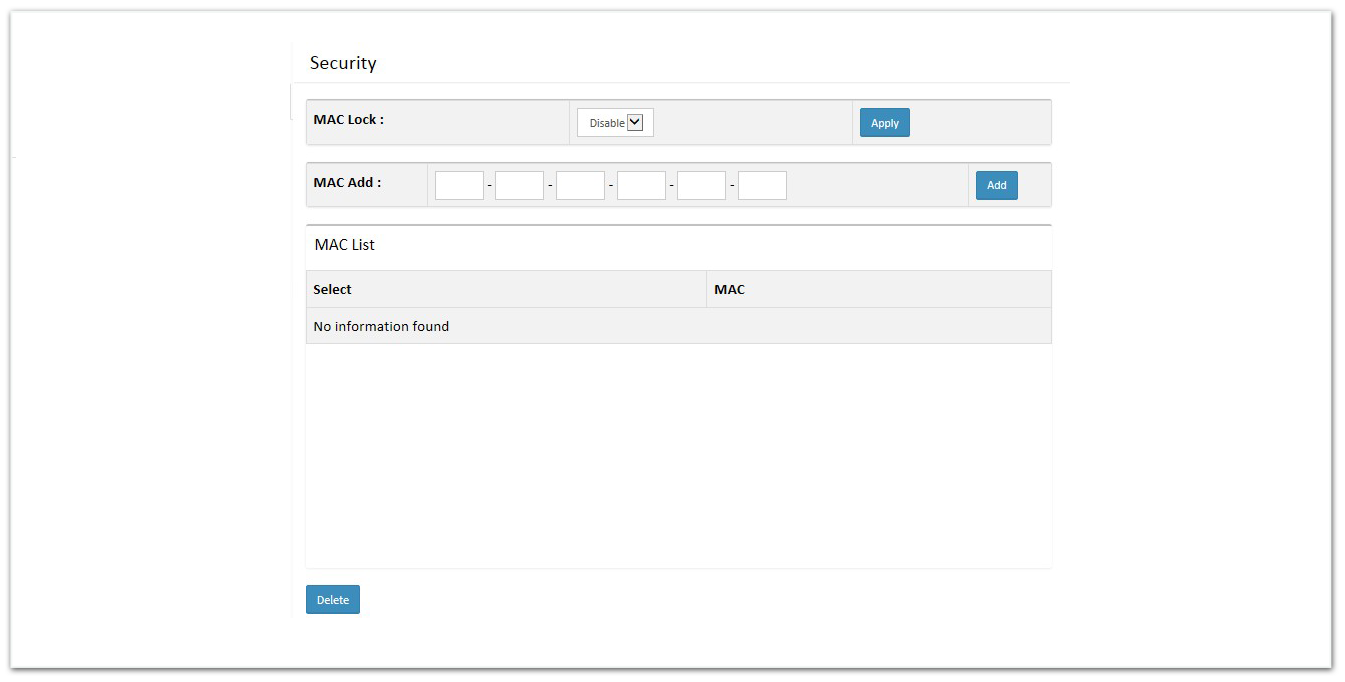 Security
MAC Lock : Disable Apply
MAC Add : - - - - - Add
MAC List
Select MAC
No information found
Delete